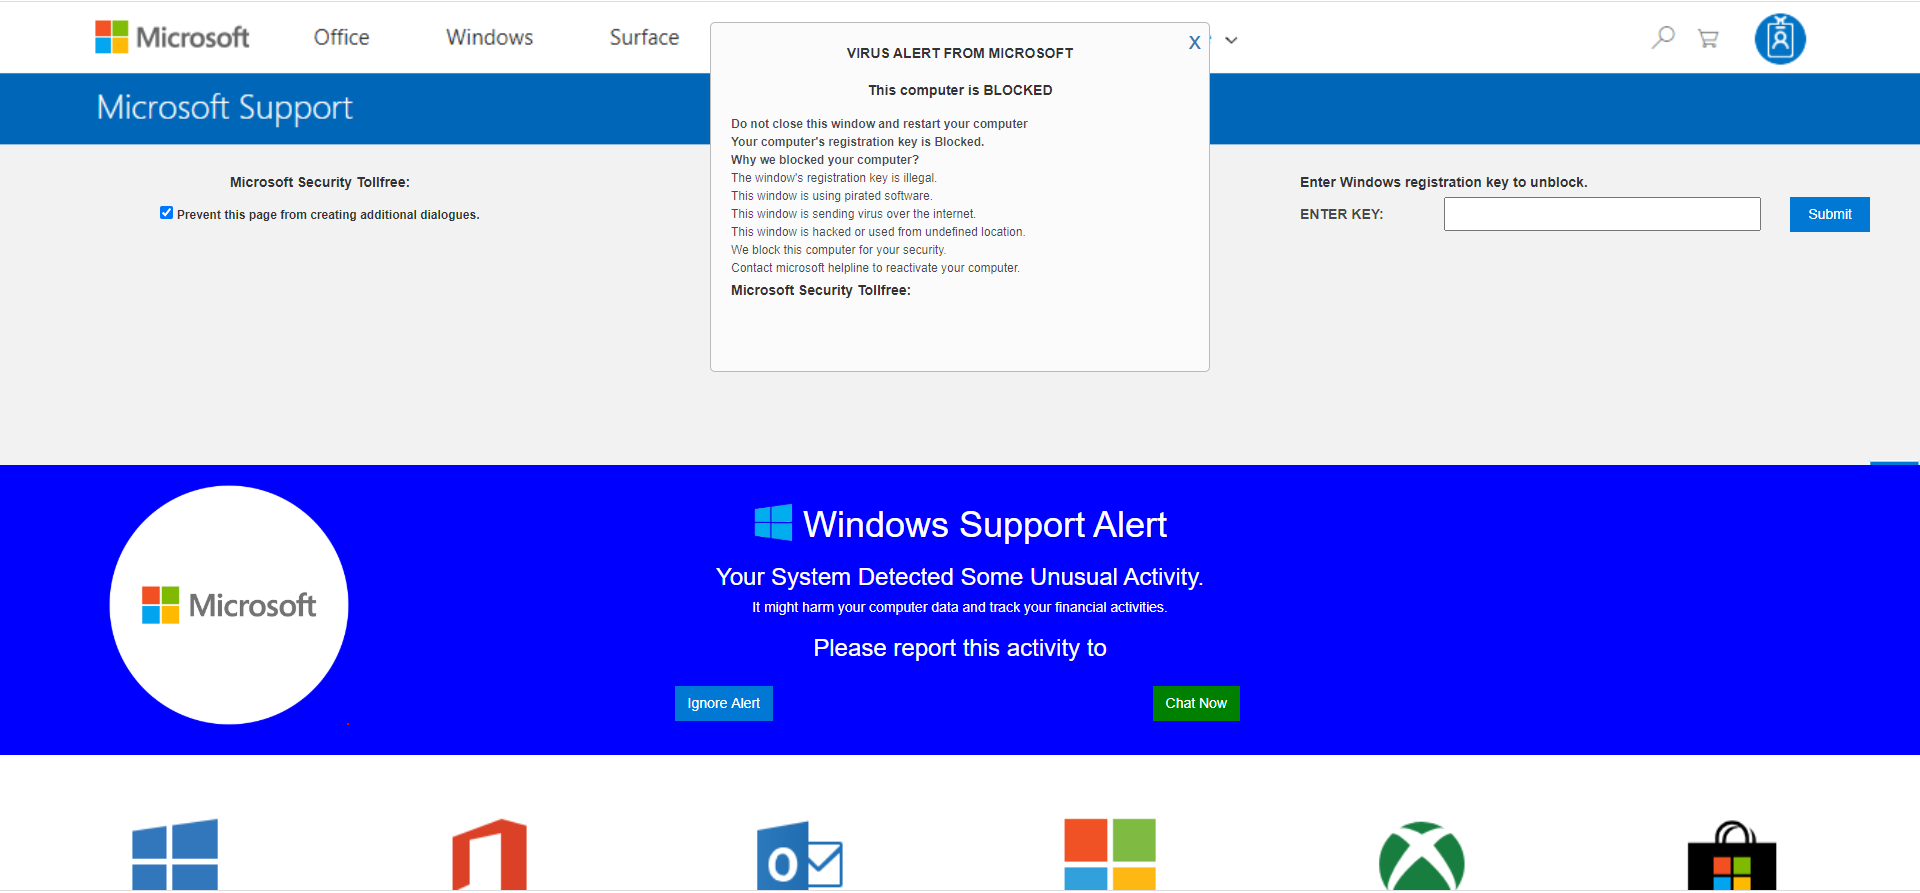 Microsoft
Office
Windows
Surface
Microsoft Support
X
VIRUS ALERT FROM MICROSOFT
This computer is BLOCKED
Do not close this window and restart your computer
Your computer's registration key is Blocked.
Why we blocked your computer?
The window's registration key is illegal.
This window is using pirated software.
This window is sending virus over the internet.
This window is hacked or used from undefined location.
We block this computer for your security.
Contact microsoft helpline to reactivate your computer.
Microsoft Security Tollfree:
Microsoft Security Tollfree:
Prevent this page from creating additional dialogues.
Enter Windows registration key to unblock.
ENTER KEY:
Submit
Microsoft
Windows Support Alert
Your System Detected Some Unusual Activity.
It might harm your computer data and track your financial activities.
Please report this activity to
Ignore Alert
Chat Now